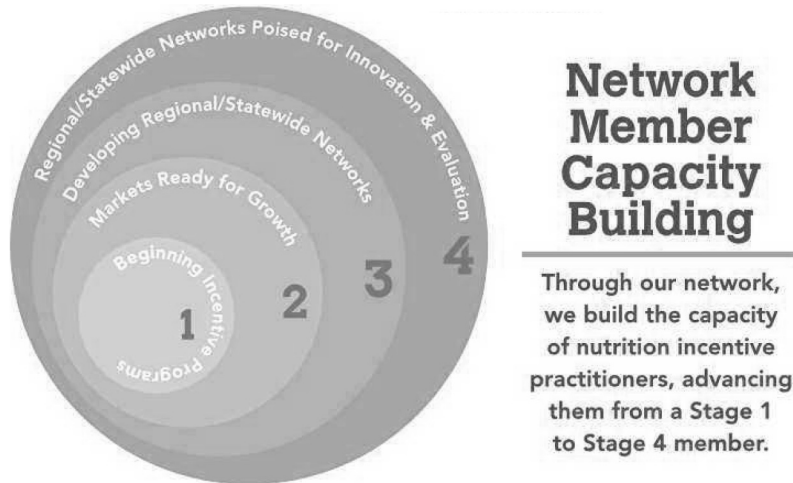 Regional/Statewide Networks Poised for Innovation & Evaluation
Developing Regional/Statewide Networks
Markets Ready for Growth
Beginning Incentive Programs
1
2
3
4
Network
Member
Capacity
Building
Through our network,
we build the capacity
of nutrition incentive
practitioners, advancing
them from a Stage 1
to Stage 4 member.